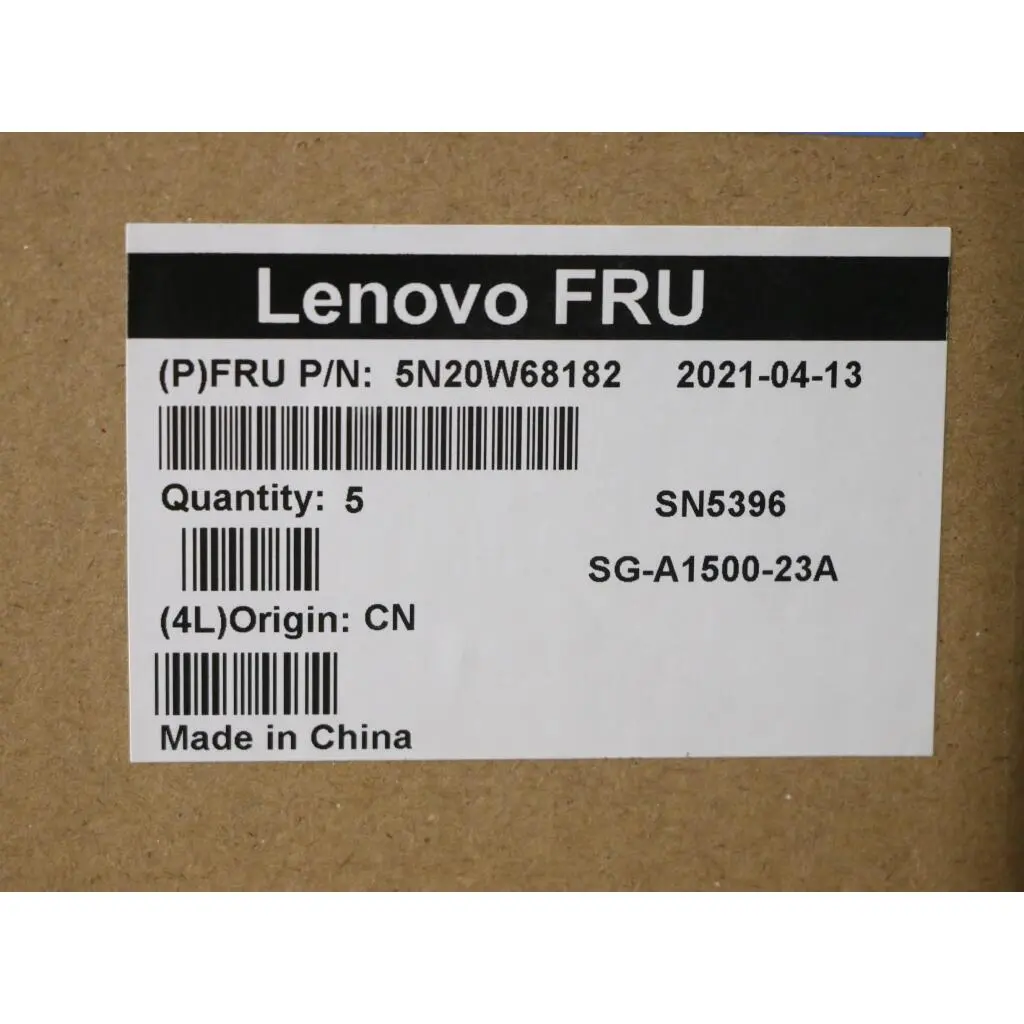 Lenovo FRU
(P)FRU P/N: 5N20W68182 2021-04-13
Quantity: 5 SN5396
SG-A1500-23A
(4L)Origin: CN
Made in China